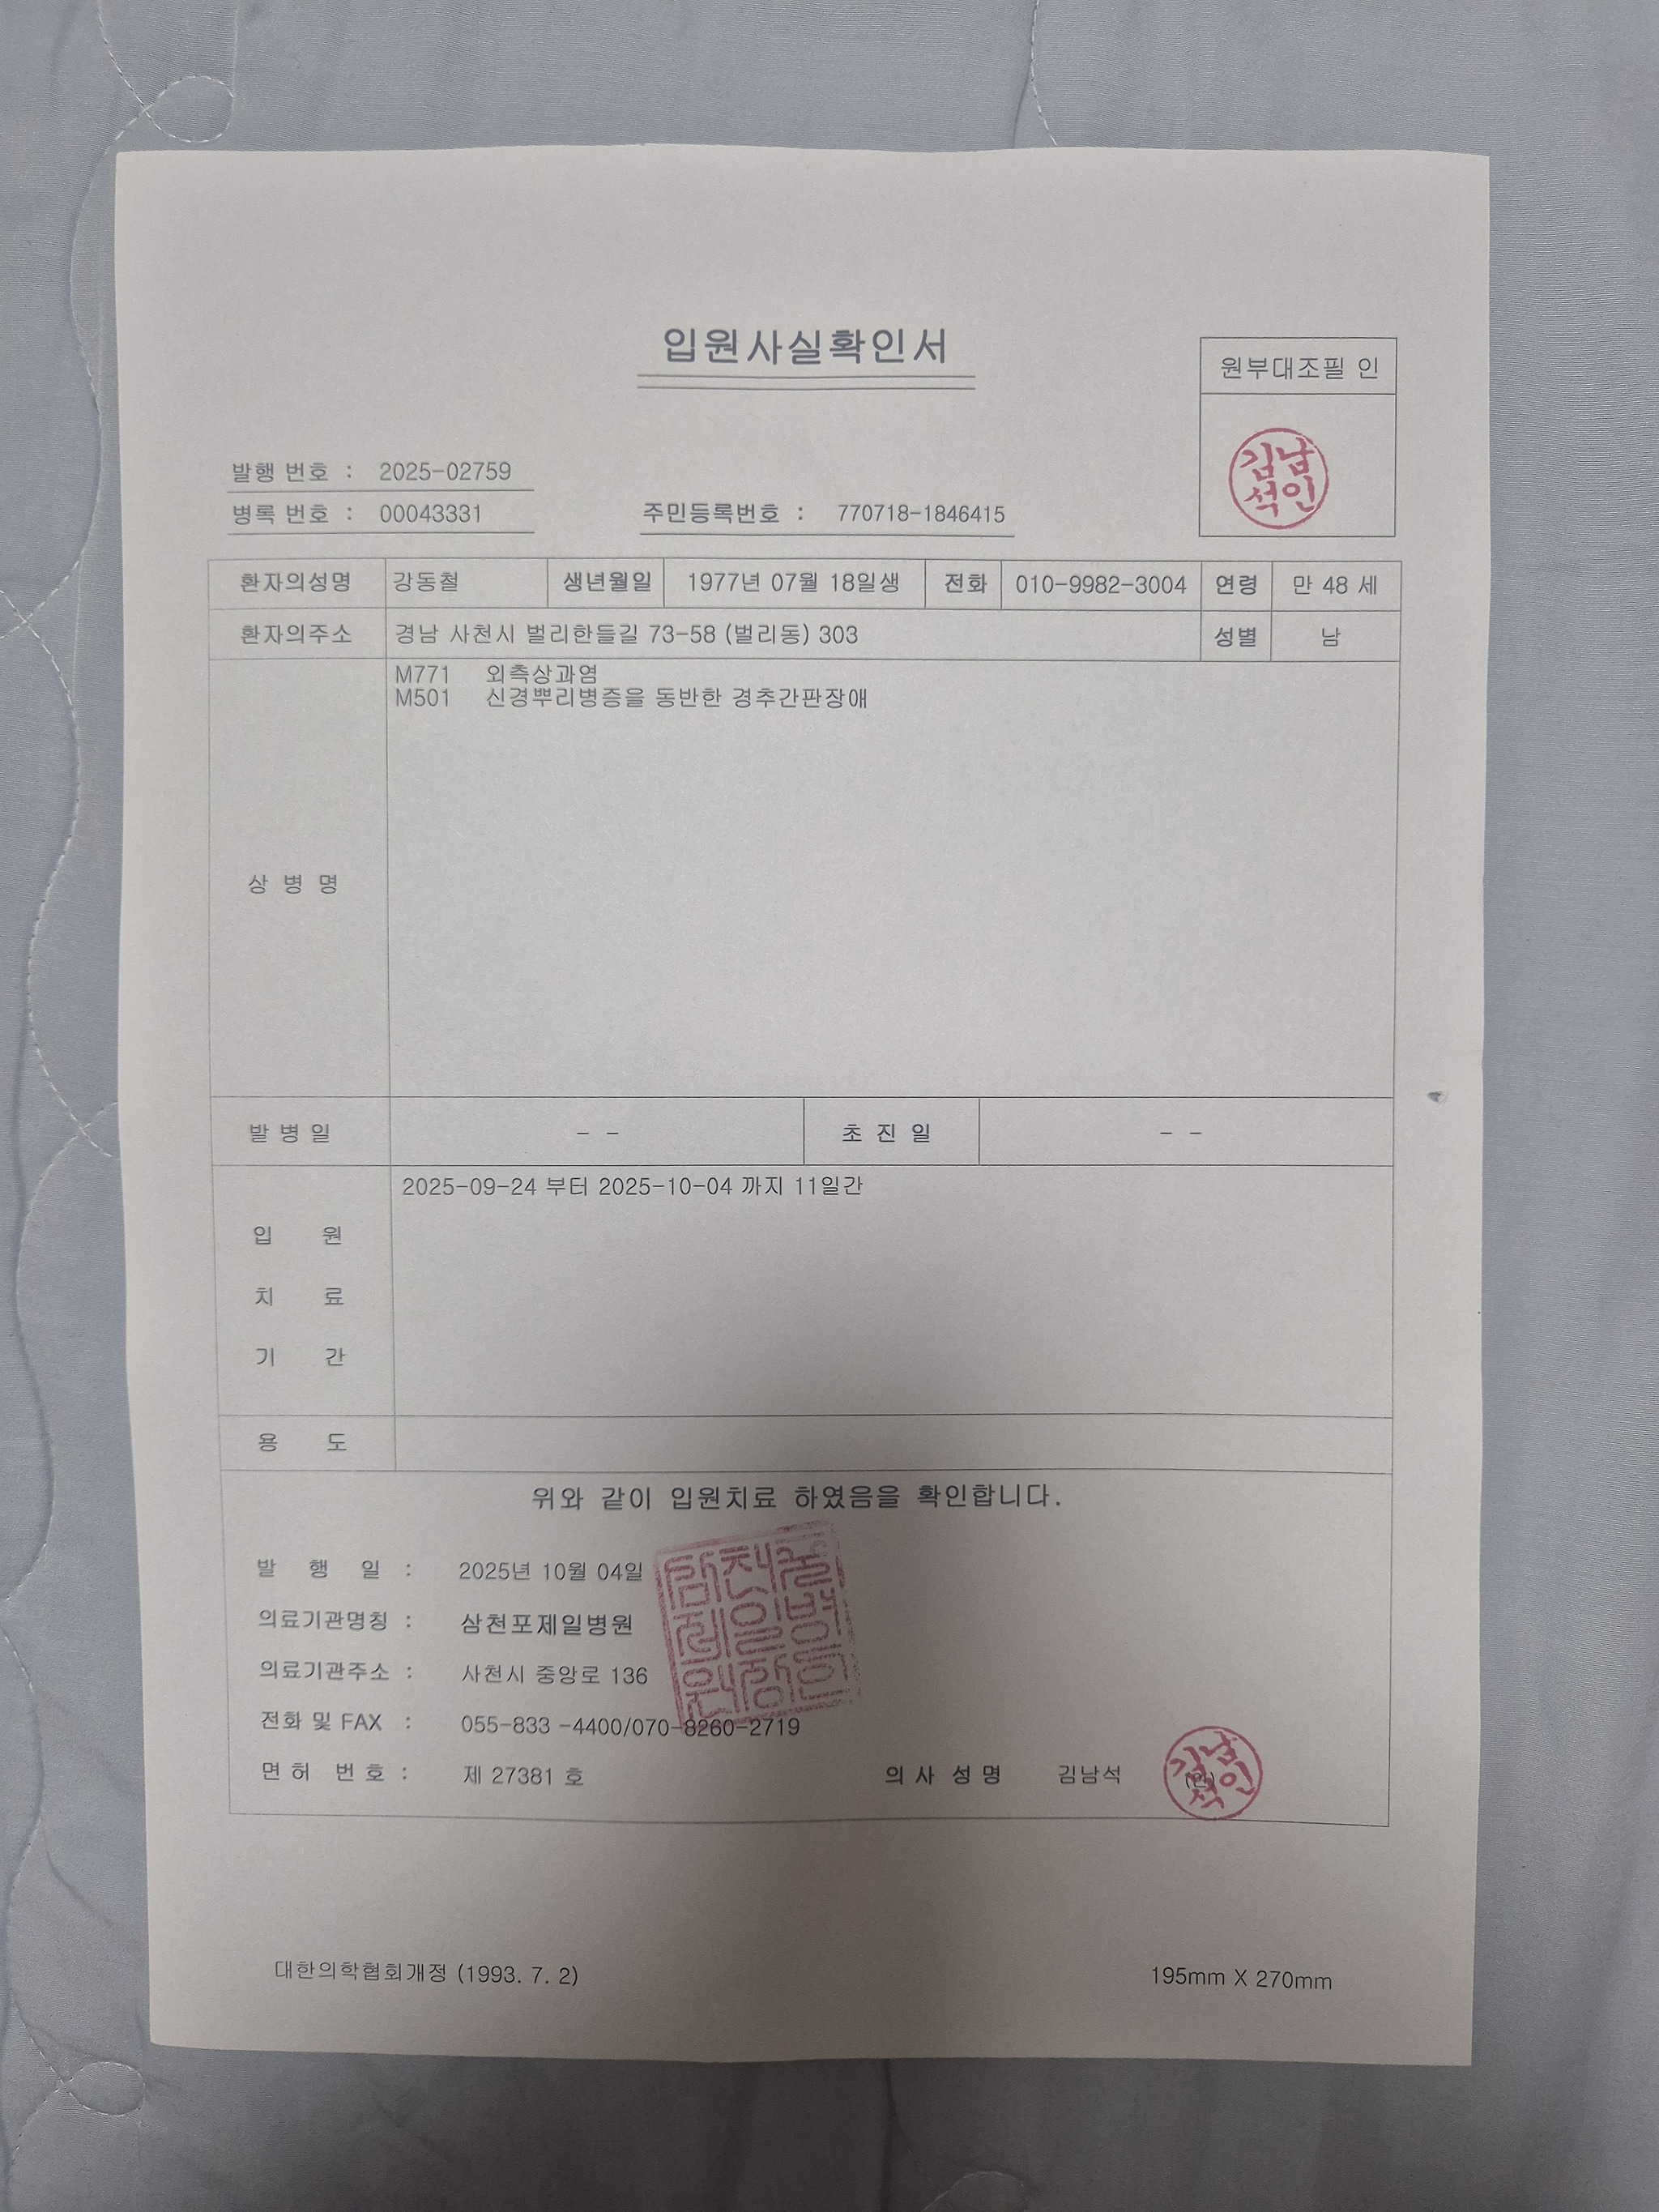 입원사실확인서
원부대조필 인
김남
석인
발행 번호 : 2025-02759
병록 번호 : 00043331 주민등록번호 : 770718-1846415
환자의성명 강동철 생년월일 1977년 07월 18일생 전화 010-9982-3004 연령 만 48 세
환자의주소 경남 사천시 벌리한들길 73-58 (벌리동) 303 성별 남
상 병 명
M771 외측상과염
M501 신경뿌리병증을 동반한 경추간판장애
발 병 일 - - 초 진 일 - -
입 원
치 료
기 간
2025-09-24 부터 2025-10-04 까지 11일간
용 도
위와 같이 입원치료 하였음을 확인합니다.
발 행 일 : 2025년 10월 04일
의료기관명칭 : 삼천포제일병원
의료기관주소 : 사천시 중앙로 136
전화 및 FAX : 055-833 -4400/070-8260-2719
면 허 번 호 : 제 27381 호 의 사 성 명 김남석 (인)
김남
석인
삼천포
제일병
원장인
대한의학협회개정 (1993. 7. 2) 195mm X 270mm